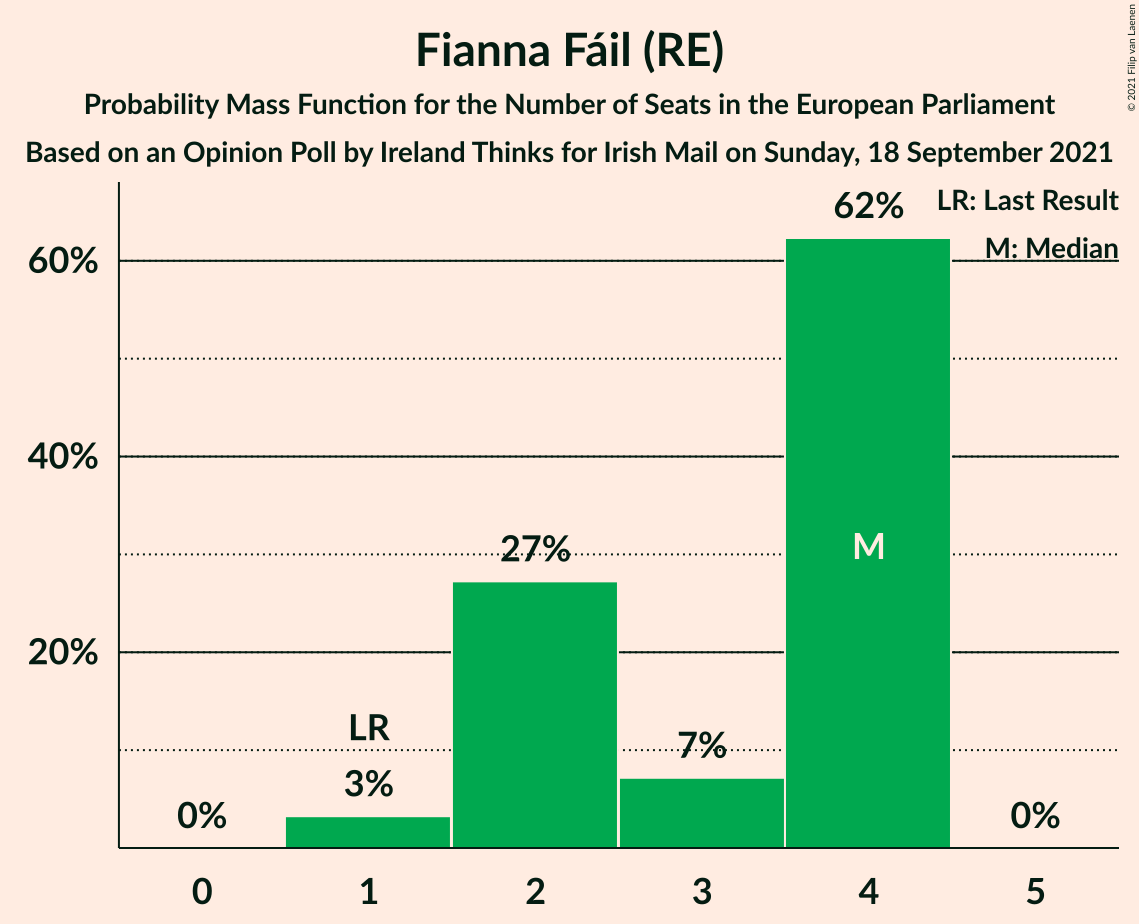 Fianna Fáil (RE)
Probability Mass Function for the Number of Seats in the European Parliament
Based on an Opinion Poll by Ireland Thinks for Irish Mail on Sunday, 18 September 2021
© 2021 Filip van Laenen
LR: Last Result
M: Median
60%
40%
20%
0%
LR
3%
27%
7%
62%
M
0%
0 1 2 3 4 5